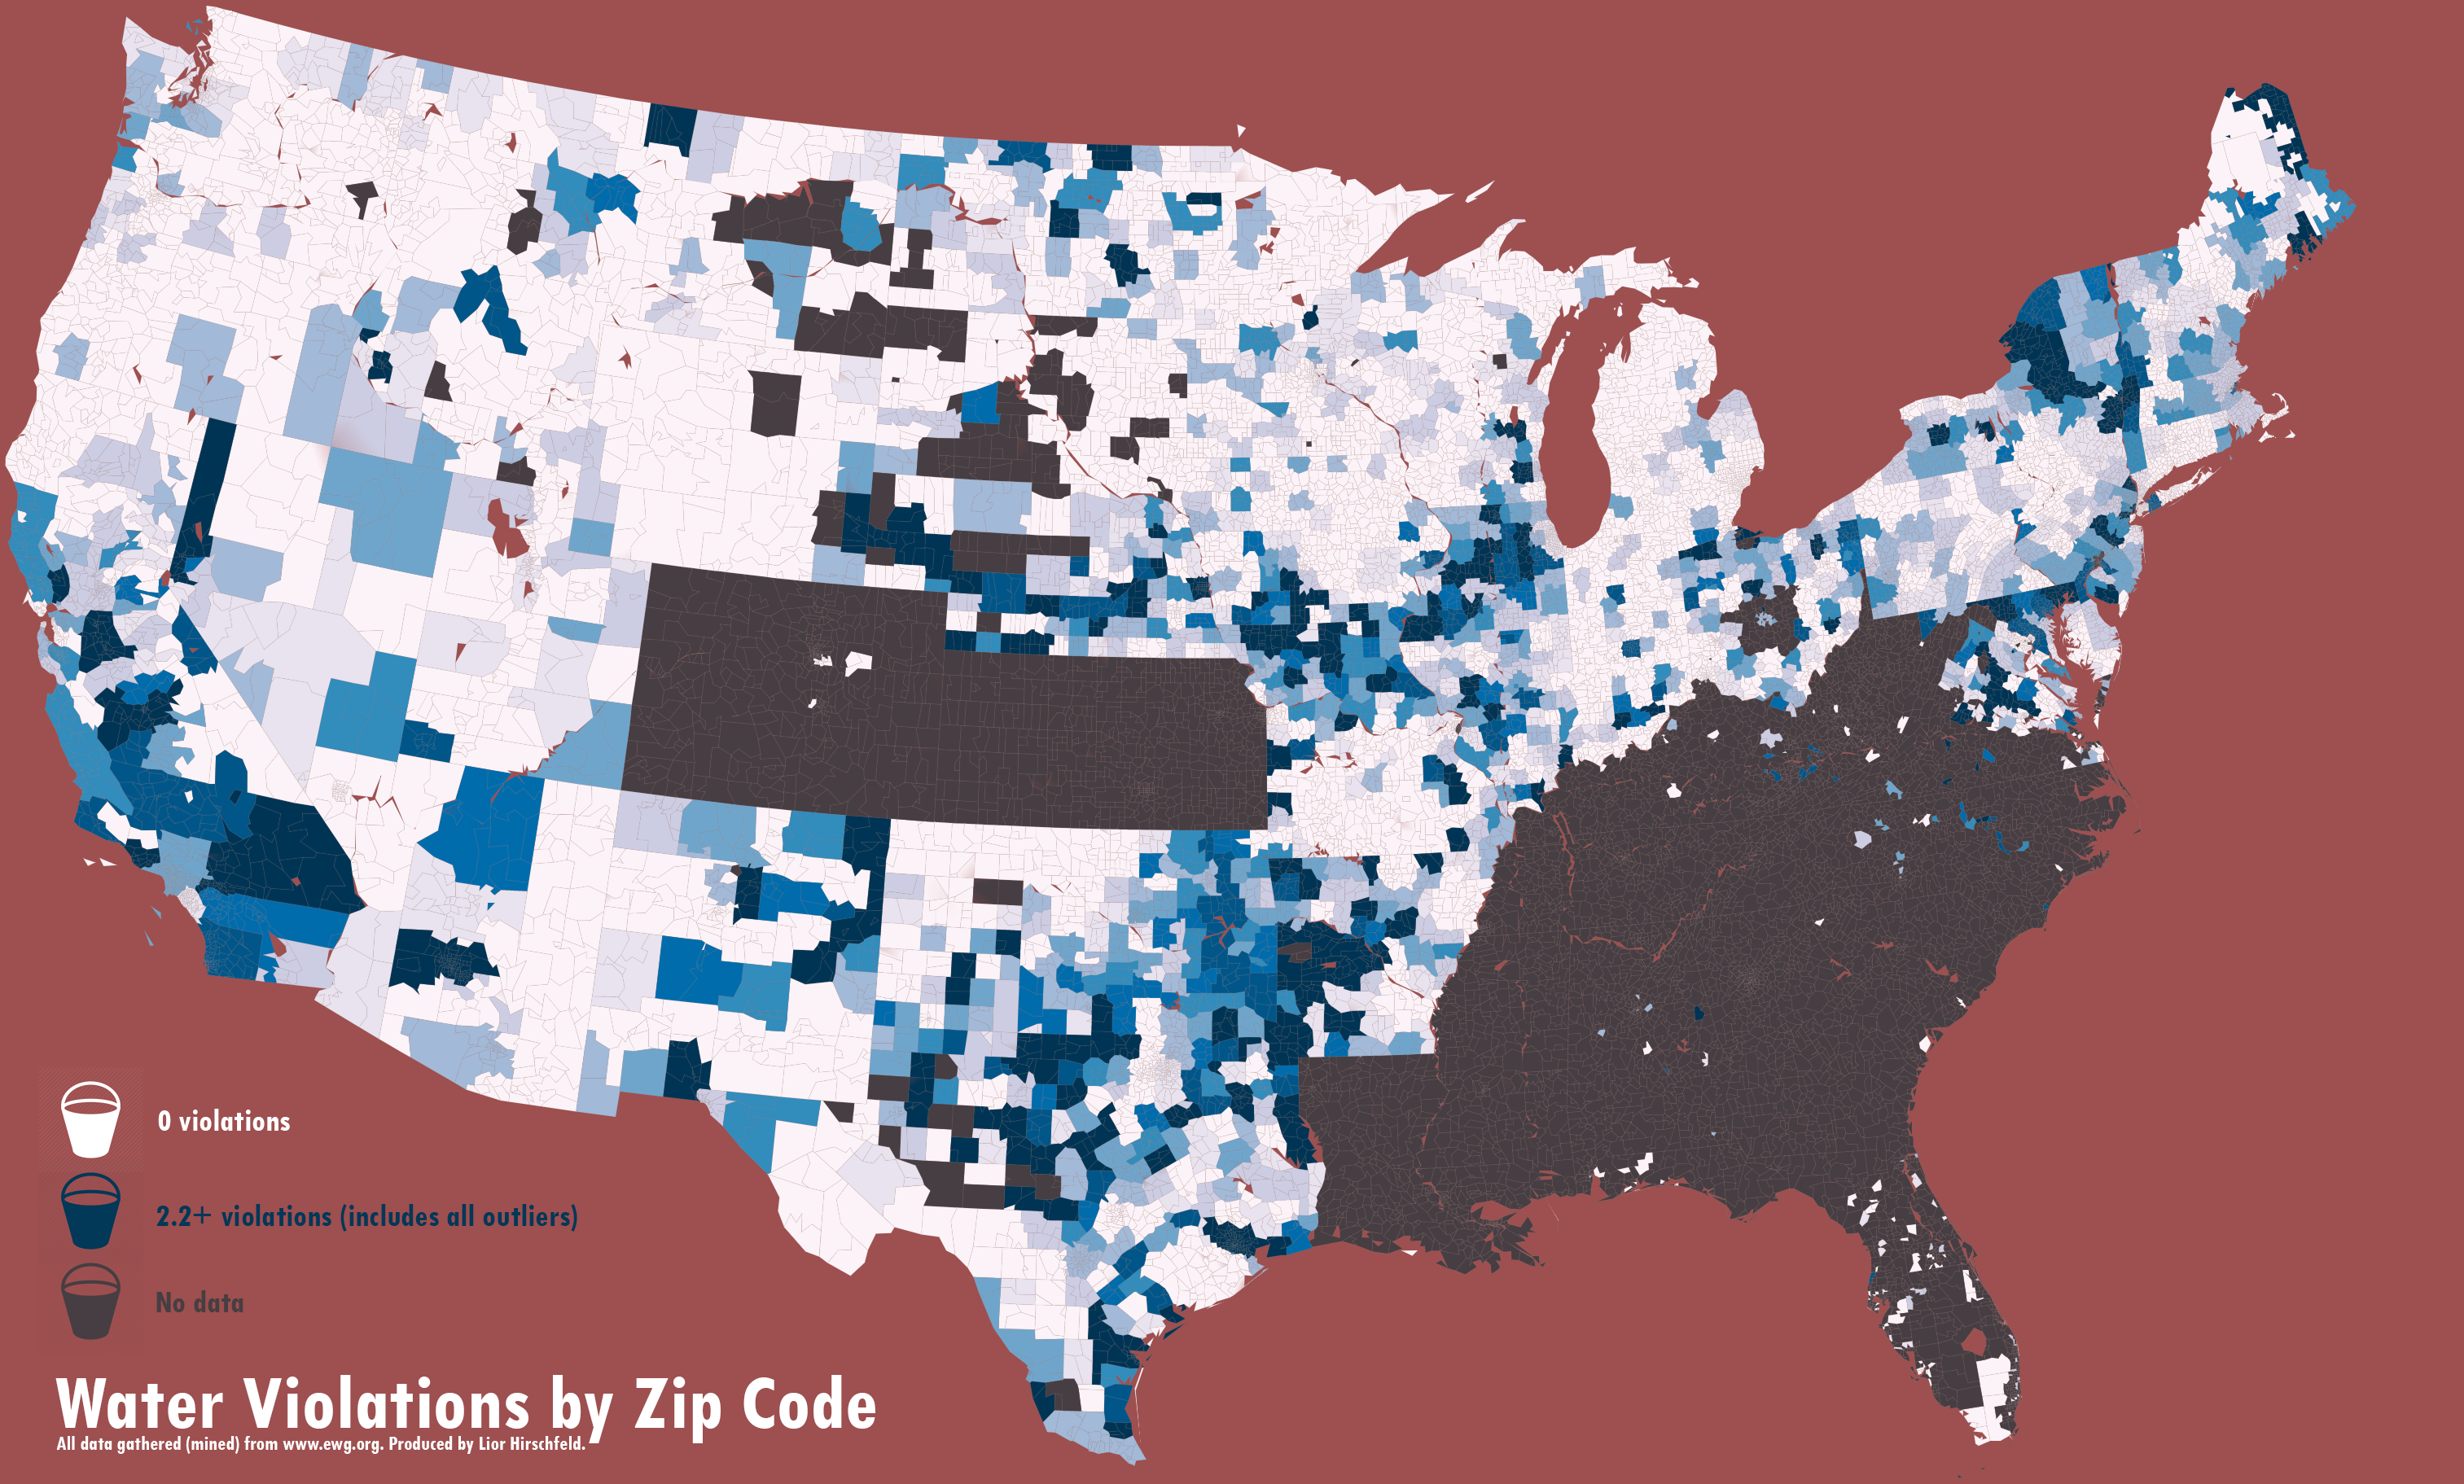 0 violations
2.2+ violations (includes all outliers)
No data
Water Violations by Zip Code
All data gathered (mined) from www.ewg.org. Produced by Lior Hirschfeld.